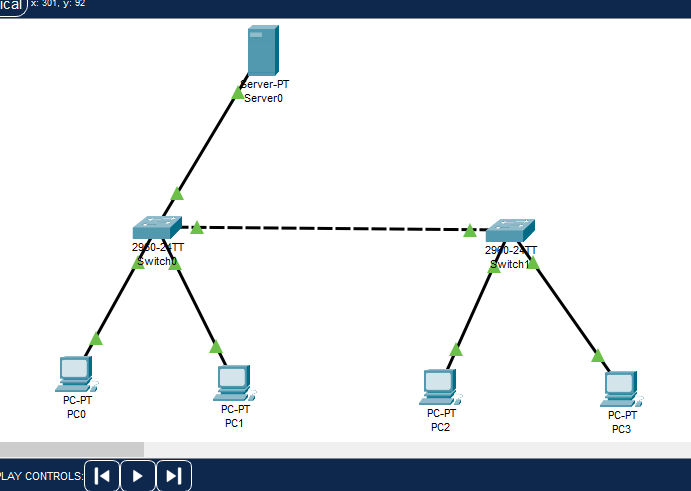 ical
x: 301, y: 92
Server-PT
Server0
2960-24TT
Switch0
2960-24TT
Switch1
PC-PT
PC0
PC-PT
PC1
PC-PT
PC2
PC-PT
PC3
LAY CONTROLS: